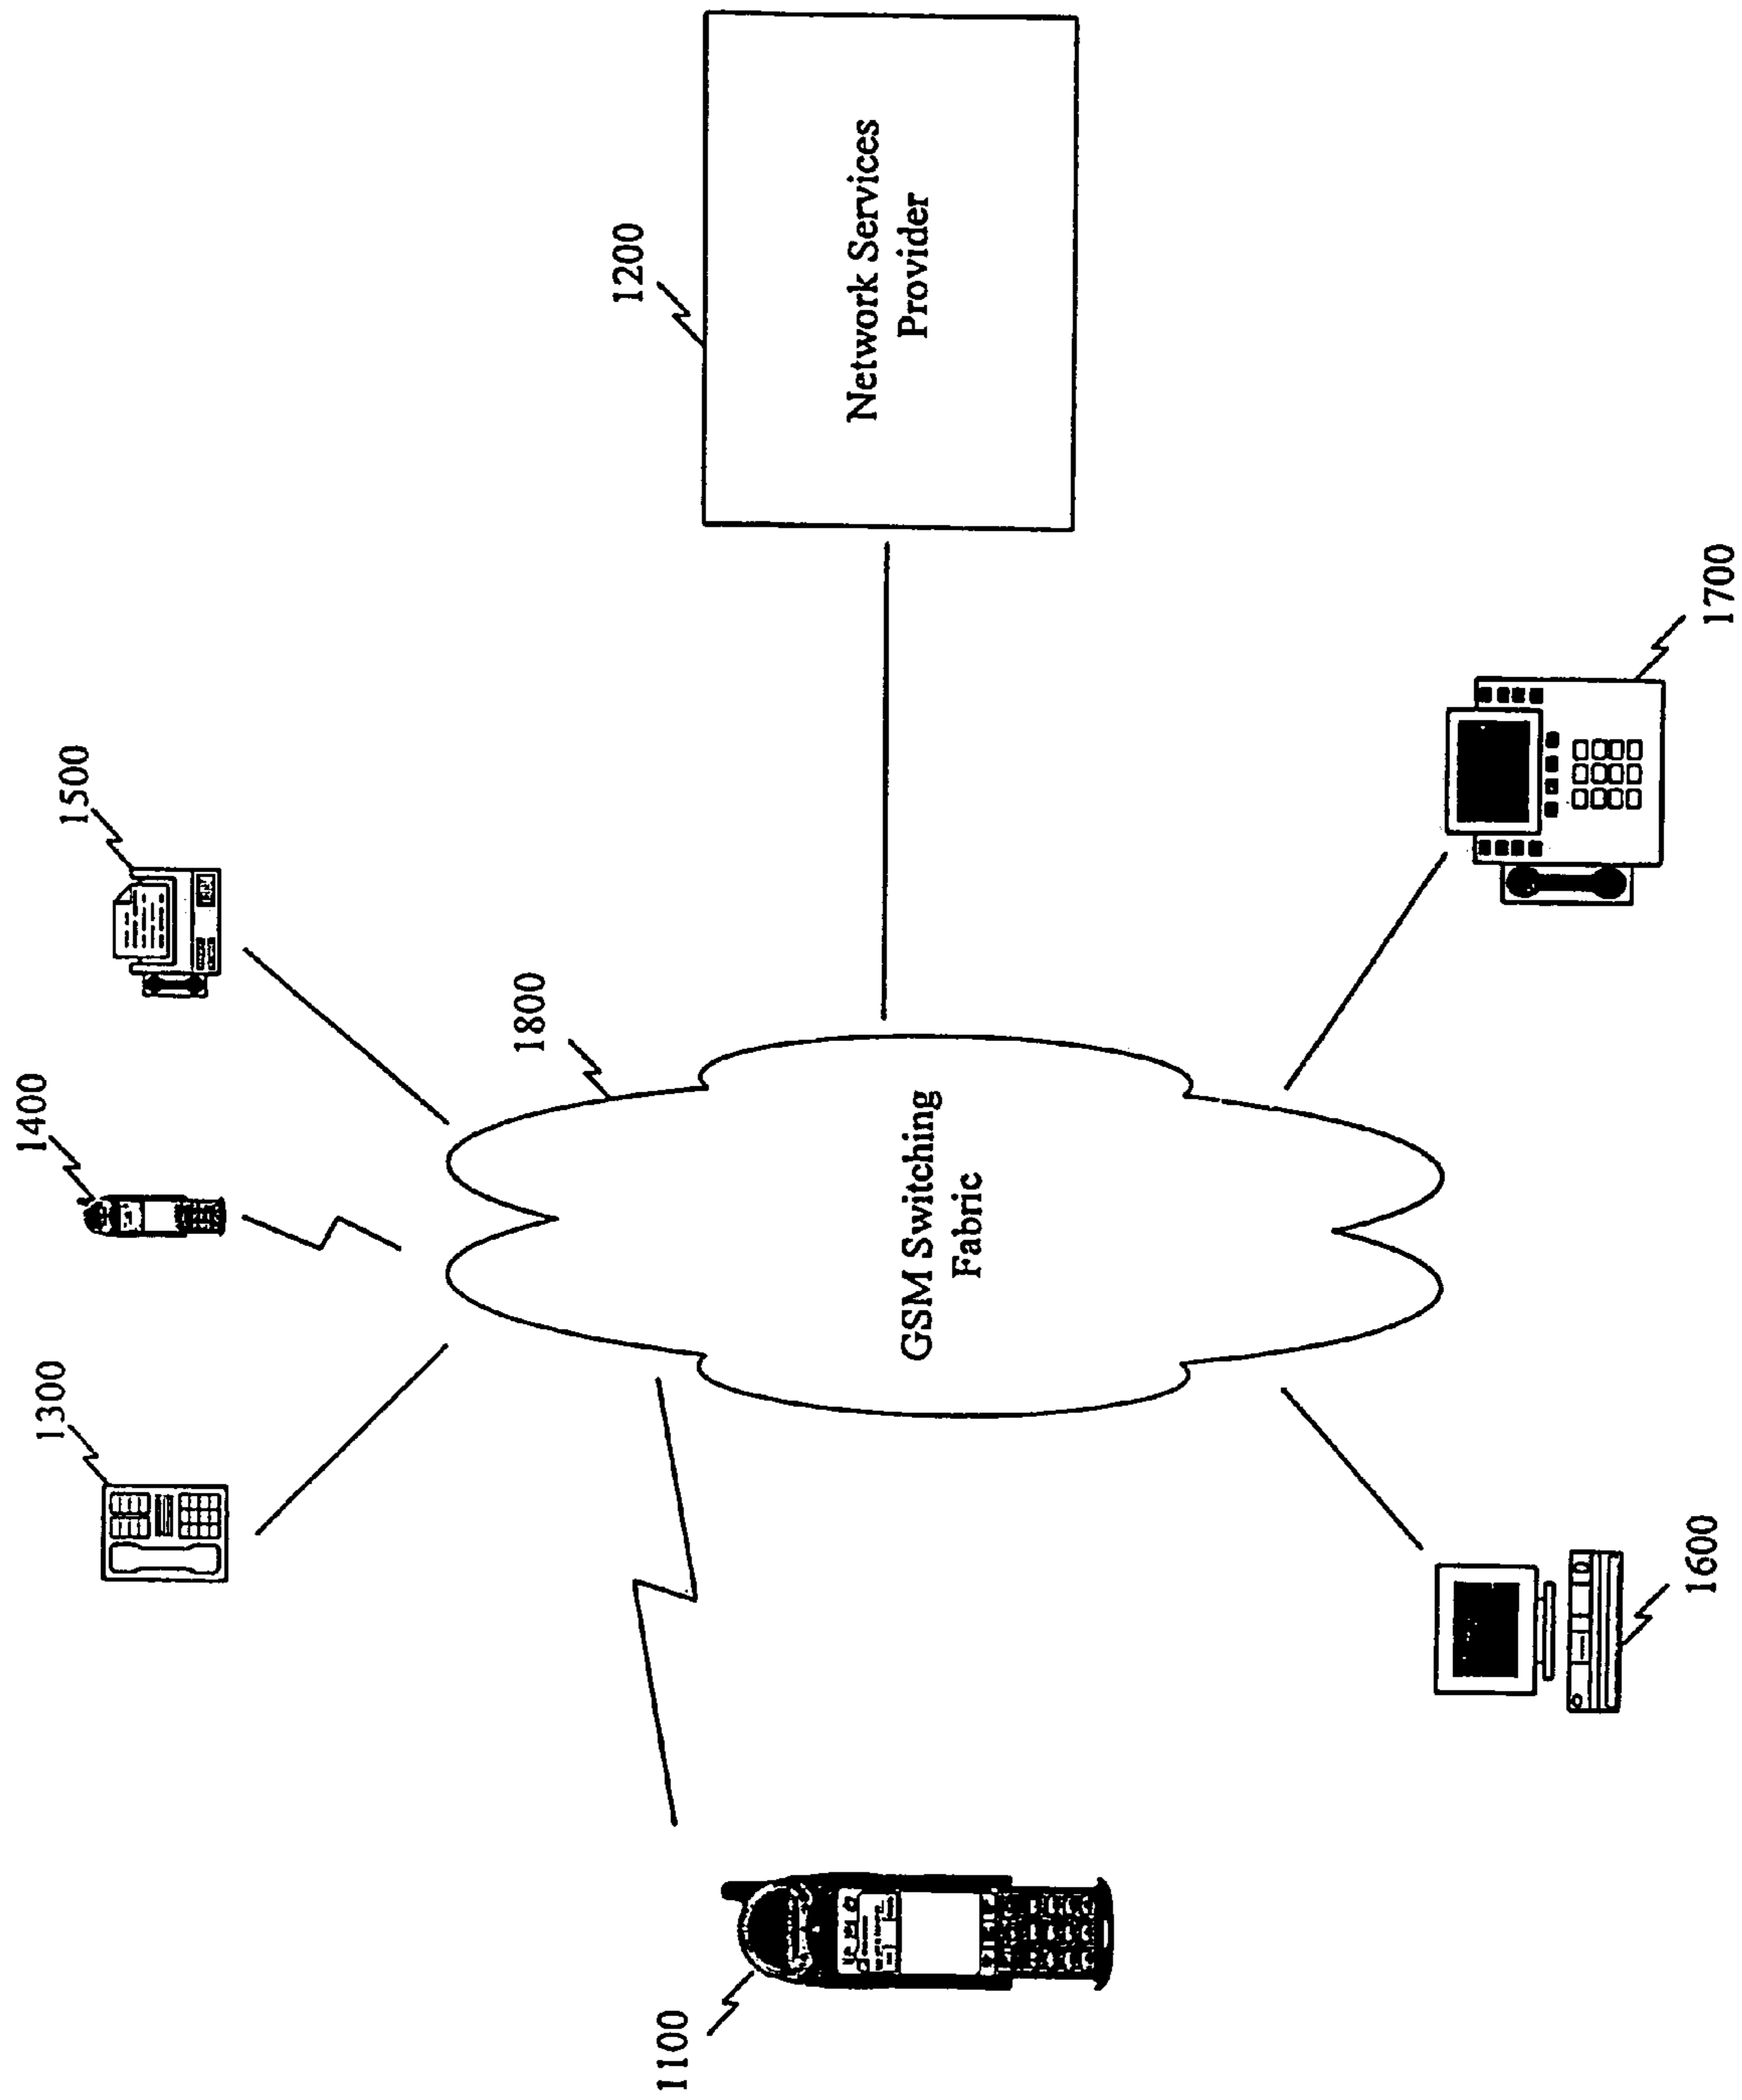 1300
1400
1500
1800
1200
Network Services
Provider
GSM Switching
Fabric
1100
1600
1700